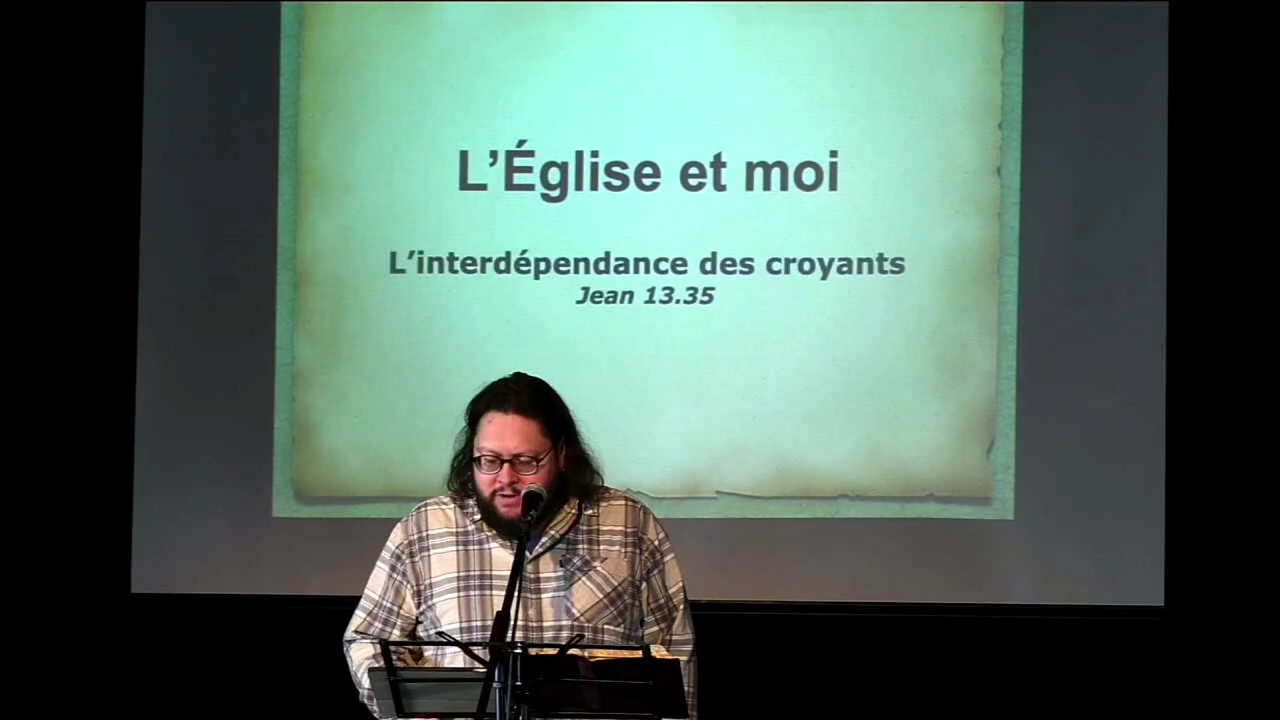 L’Église et moi
L’interdépendance des croyants
Jean 13.35